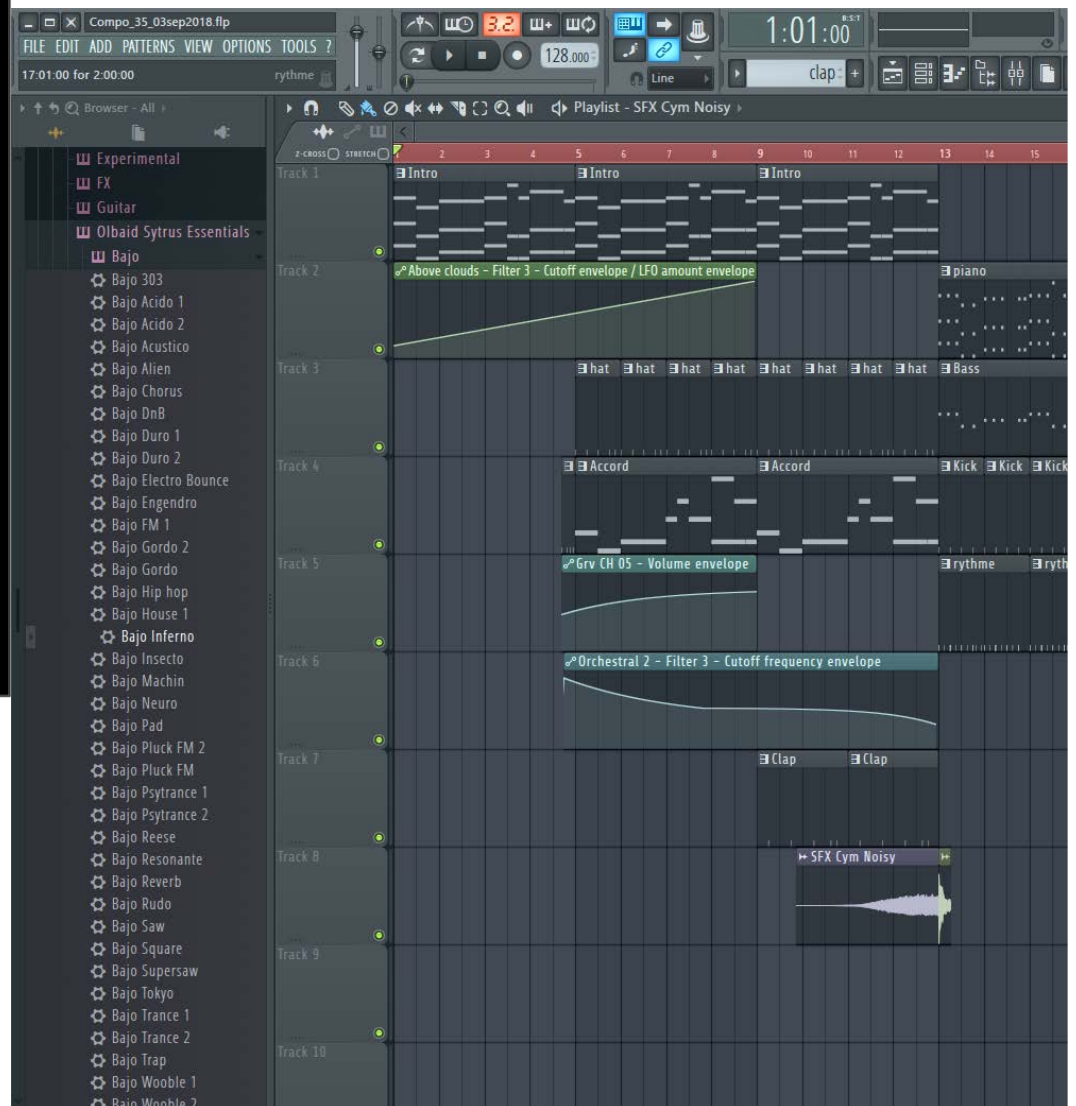 Compo_35_03sep2018.flp
FILE EDIT ADD PATTERNS VIEW OPTIONS TOOLS ?
17:01:00 for 2:00:00 rythme
3.2.
128.000
Line
1:01:00
B:S:T
clap
Browser - All
Playlist - SFX Cym Noisy
Z-CROSS STRETCH
1 2 3 4 5 6 7 8 9 10 11 12 13 14 15
Experimental
FX
Guitar
Olbaid Sytrus Essentials
Bajo
Bajo 303
Bajo Acido 1
Bajo Acido 2
Bajo Acustico
Bajo Alien
Bajo Chorus
Bajo DnB
Bajo Duro 1
Bajo Duro 2
Bajo Electro Bounce
Bajo Engendro
Bajo FM 1
Bajo Gordo 2
Bajo Gordo
Bajo Hip hop
Bajo House 1
Bajo Inferno
Bajo Insecto
Bajo Machin
Bajo Neuro
Bajo Pad
Bajo Pluck FM 2
Bajo Pluck FM
Bajo Psytrance 1
Bajo Psytrance 2
Bajo Reese
Bajo Resonante
Bajo Reverb
Bajo Rudo
Bajo Saw
Bajo Square
Bajo Supersaw
Bajo Tokyo
Bajo Trance 1
Bajo Trance 2
Bajo Trap
Bajo Wooble 1
Bajo Wooble 2
Track 1 Intro Intro Intro
Track 2 Above clouds - Filter 3 - Cutoff envelope / LFO amount envelope piano
Track 3 hat hat hat hat hat hat hat hat Bass
Track 4 Accord Accord Kick Kick Kick
Track 5 Grv CH 05 - Volume envelope rythme ryth
Track 6 Orchestral 2 - Filter 3 - Cutoff frequency envelope
Track 7 Clap Clap
Track 8 SFX Cym Noisy
Track 9
Track 10